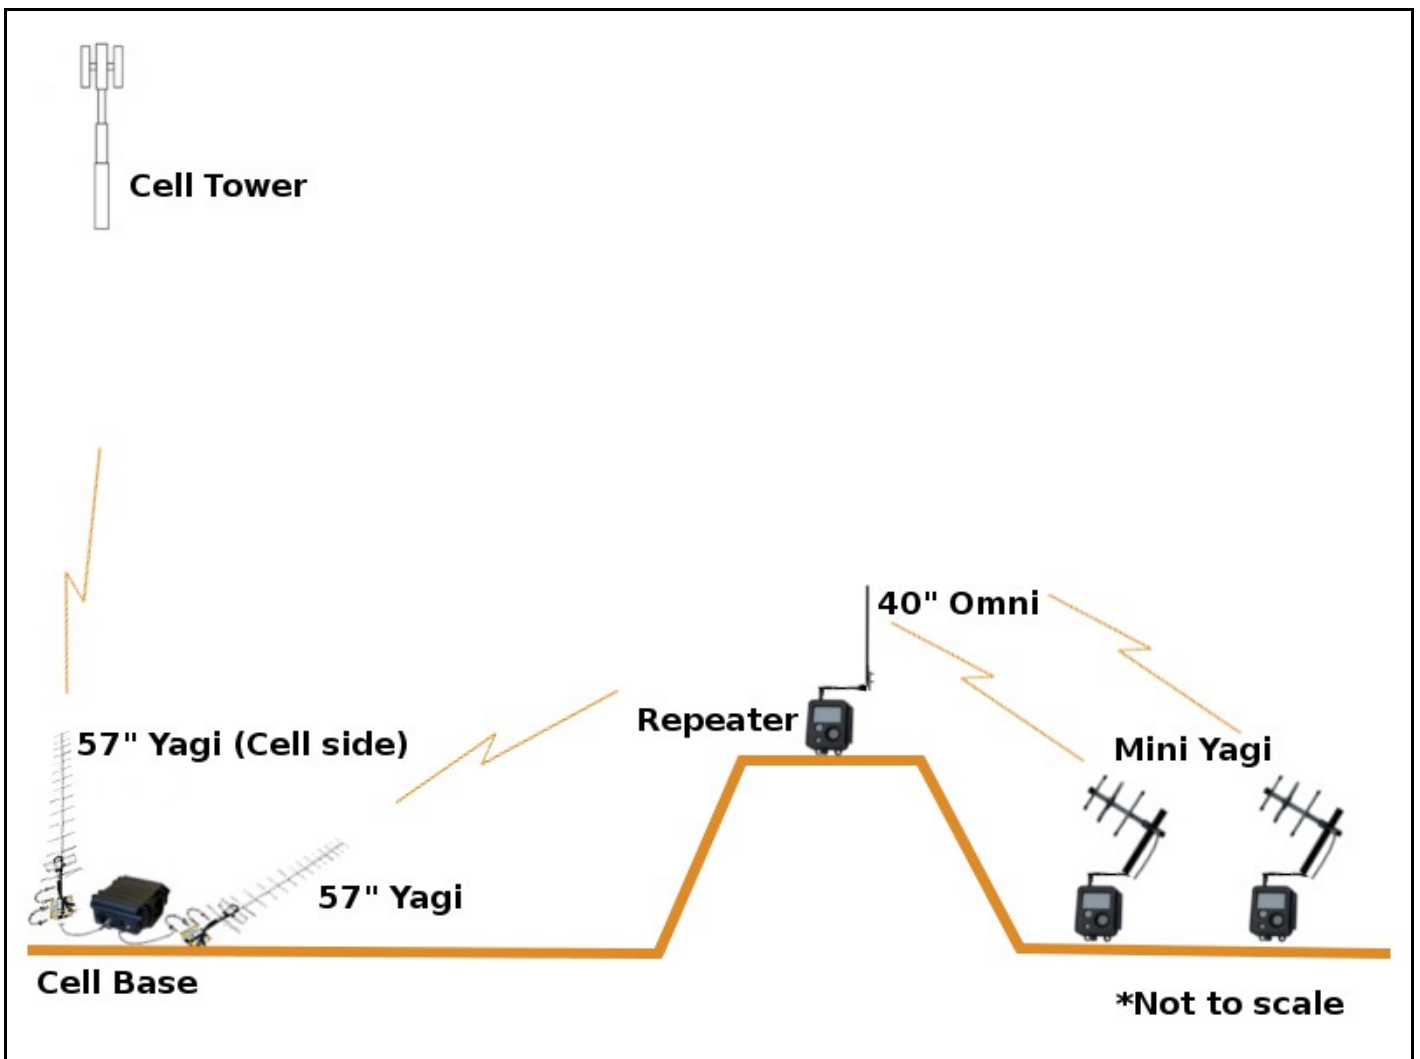 Cell Tower
40" Omni
Repeater
57" Yagi (Cell side)
Mini Yagi
57" Yagi
Cell Base
*Not to scale